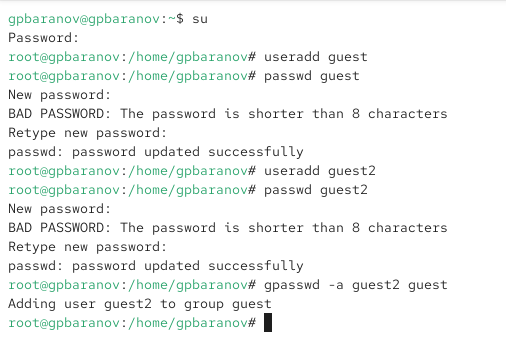 gpbaranov@gpbaranov:~$ su
Password:
root@gpbaranov:/home/gpbaranov# useradd guest
root@gpbaranov:/home/gpbaranov# passwd guest
New password:
BAD PASSWORD: The password is shorter than 8 characters
Retype new password:
passwd: password updated successfully
root@gpbaranov:/home/gpbaranov# useradd guest2
root@gpbaranov:/home/gpbaranov# passwd guest2
New password:
BAD PASSWORD: The password is shorter than 8 characters
Retype new password:
passwd: password updated successfully
root@gpbaranov:/home/gpbaranov# gpasswd -a guest2 guest
Adding user guest2 to group guest
root@gpbaranov:/home/gpbaranov#